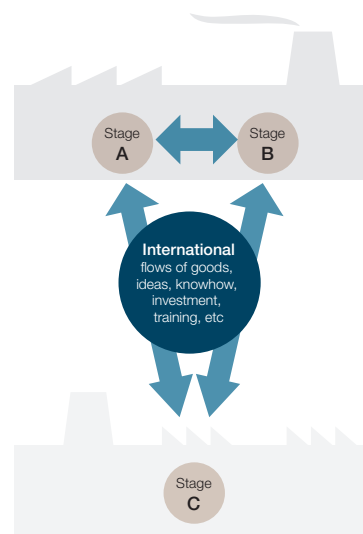 Stage
A
Stage
B
International
flows of goods,
ideas, knowhow,
investment,
training, etc
Stage
C